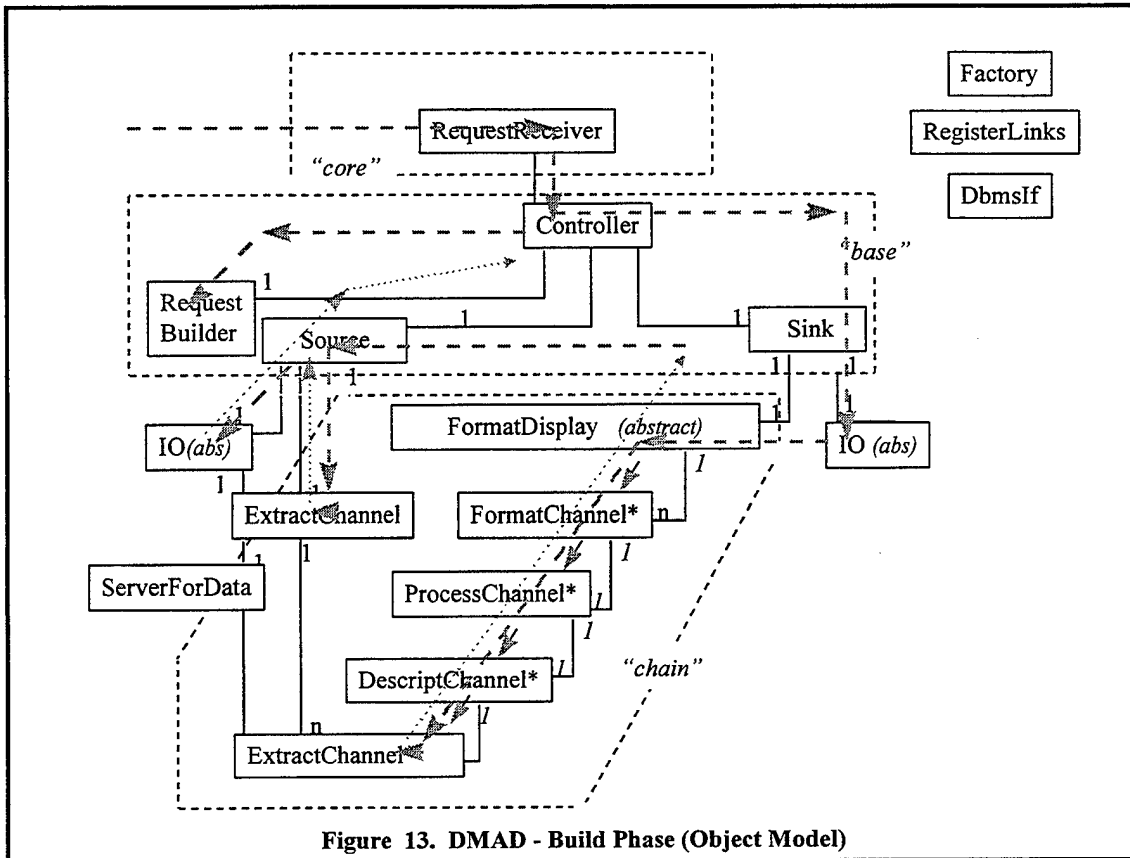 Factory
RequestReceiver
RegisterLinks
"core"
DbmsIf
Controller
"base"
1
Request
Builder
1
Source
1
Sink
1
1
1
1
1
1
FormatDisplay (abstract)
IO (abs)
IO (abs)
1
1
1
ExtractChannel
FormatChannel*
n
1
1
1
ServerForData
ProcessChannel*
1
1
DescriptChannel*
1
"chain"
1
n
ExtractChannel
Figure 13. DMAD - Build Phase (Object Model)